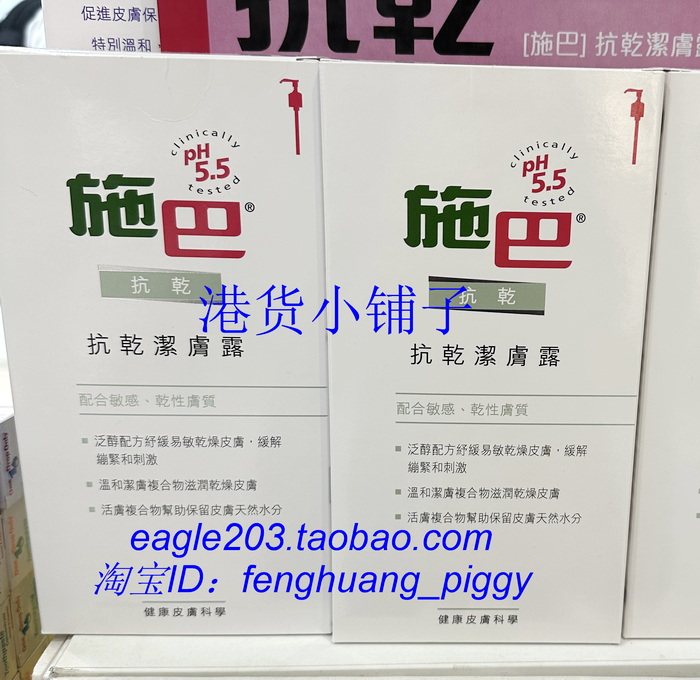 促進皮膚保
特別溫和、
抗乾
[施巴] 抗乾潔膚露
clinically
pH
5.5
tested
施巴®
抗 乾
抗乾潔膚露
配合敏感、乾性膚質
泛醇配方紓緩易敏乾燥皮膚，緩解
繃緊和刺激
溫和潔膚複合物滋潤乾燥皮膚
活膚複合物幫助保留皮膚天然水分
健康皮膚科學
clinically
pH
5.5
tested
施巴®
抗 乾
抗乾潔膚露
配合敏感、乾性膚質
泛醇配方紓緩易敏乾燥皮膚，緩解
繃緊和刺激
溫和潔膚複合物滋潤乾燥皮膚
活膚複合物幫助保留皮膚天然水分
健康皮膚科學
港货小铺子
eagle203.taobao.com
淘宝ID：fenghuang_piggy